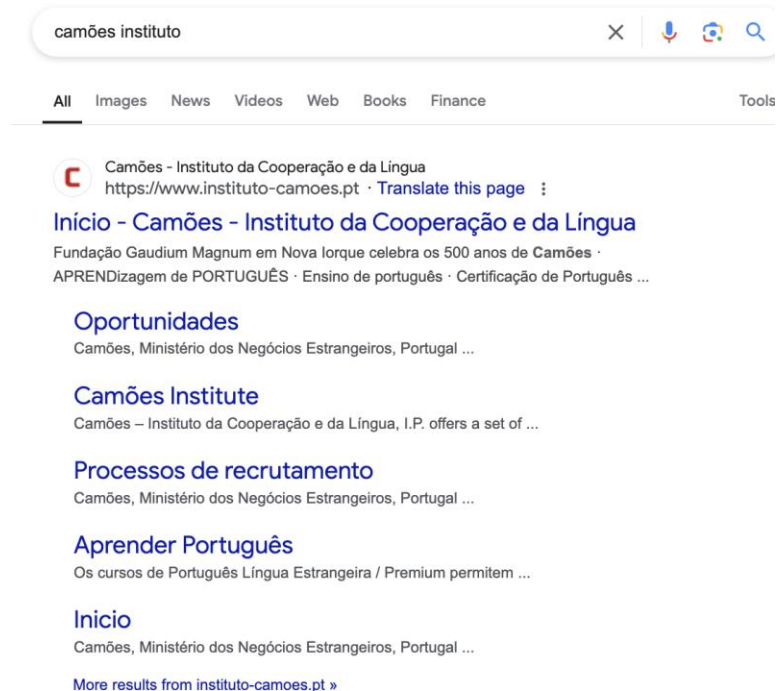 camões instituto
All Images News Videos Web Books Finance Tools
Camões - Instituto da Cooperação e da Língua
https://www.instituto-camoes.pt · Translate this page
Início - Camões - Instituto da Cooperação e da Língua
Fundação Gaudium Magnum em Nova Iorque celebra os 500 anos de Camões ·
APRENDizagem de PORTUGUÊS · Ensino de português · Certificação de Português ...
Oportunidades
Camões, Ministério dos Negócios Estrangeiros, Portugal ...
Camões Institute
Camões – Instituto da Cooperação e da Língua, I.P. offers a set of ...
Processos de recrutamento
Camões, Ministério dos Negócios Estrangeiros, Portugal ...
Aprender Português
Os cursos de Português Língua Estrangeira / Premium permitem ...
Inicio
Camões, Ministério dos Negócios Estrangeiros, Portugal ...
More results from instituto-camoes.pt »